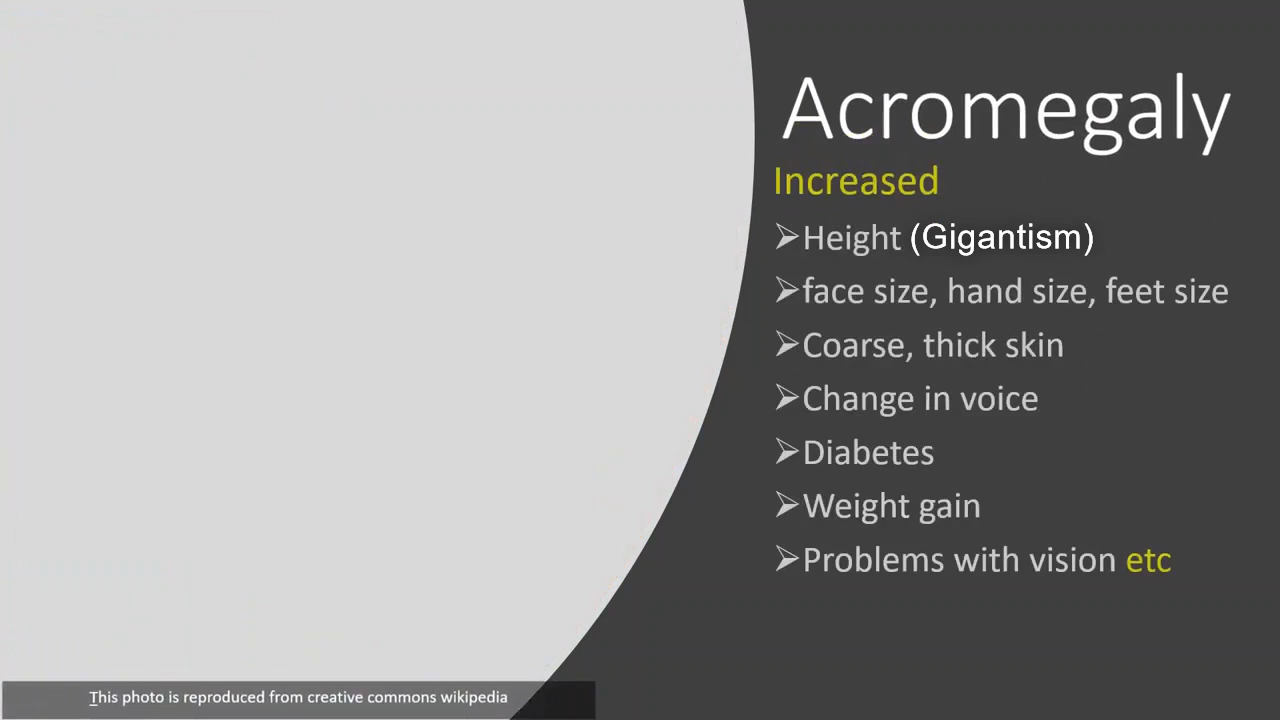 Acromegaly
Increased
➢Height (Gigantism)
➢face size, hand size, feet size
➢Coarse, thick skin
➢Change in voice
➢Diabetes
➢Weight gain
➢Problems with vision etc
This photo is reproduced from creative commons wikipedia